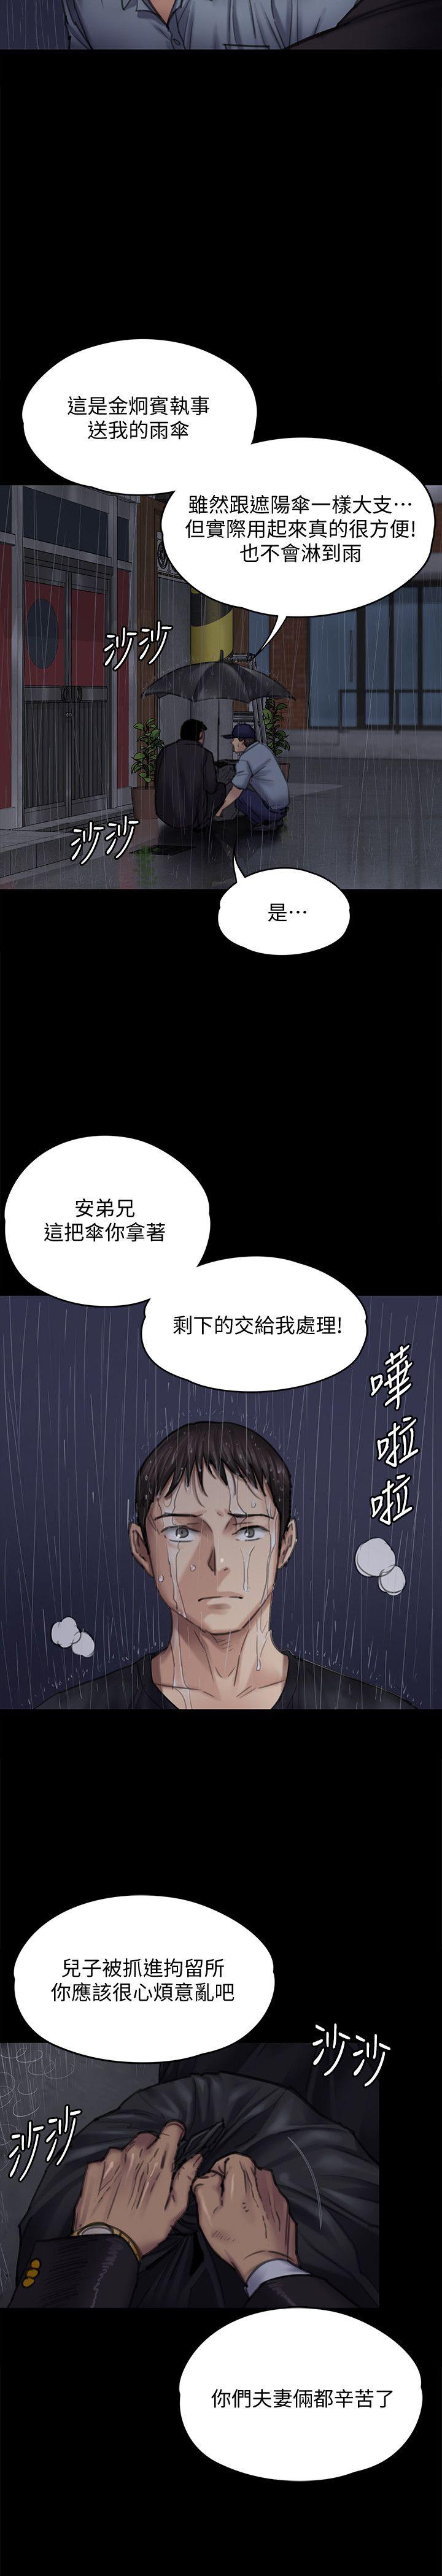 這是金炯賓執事
送我的雨傘
雖然跟遮陽傘一樣大支…
但實際用起來真的很方便!
也不會淋到雨
沙沙
沙沙
是…
安弟兄
這把傘你拿著
剩下的交給我處理!
嘩啦啦
兒子被抓進拘留所
你應該很心煩意亂吧
沙沙
沙沙
你們夫妻倆都辛苦了